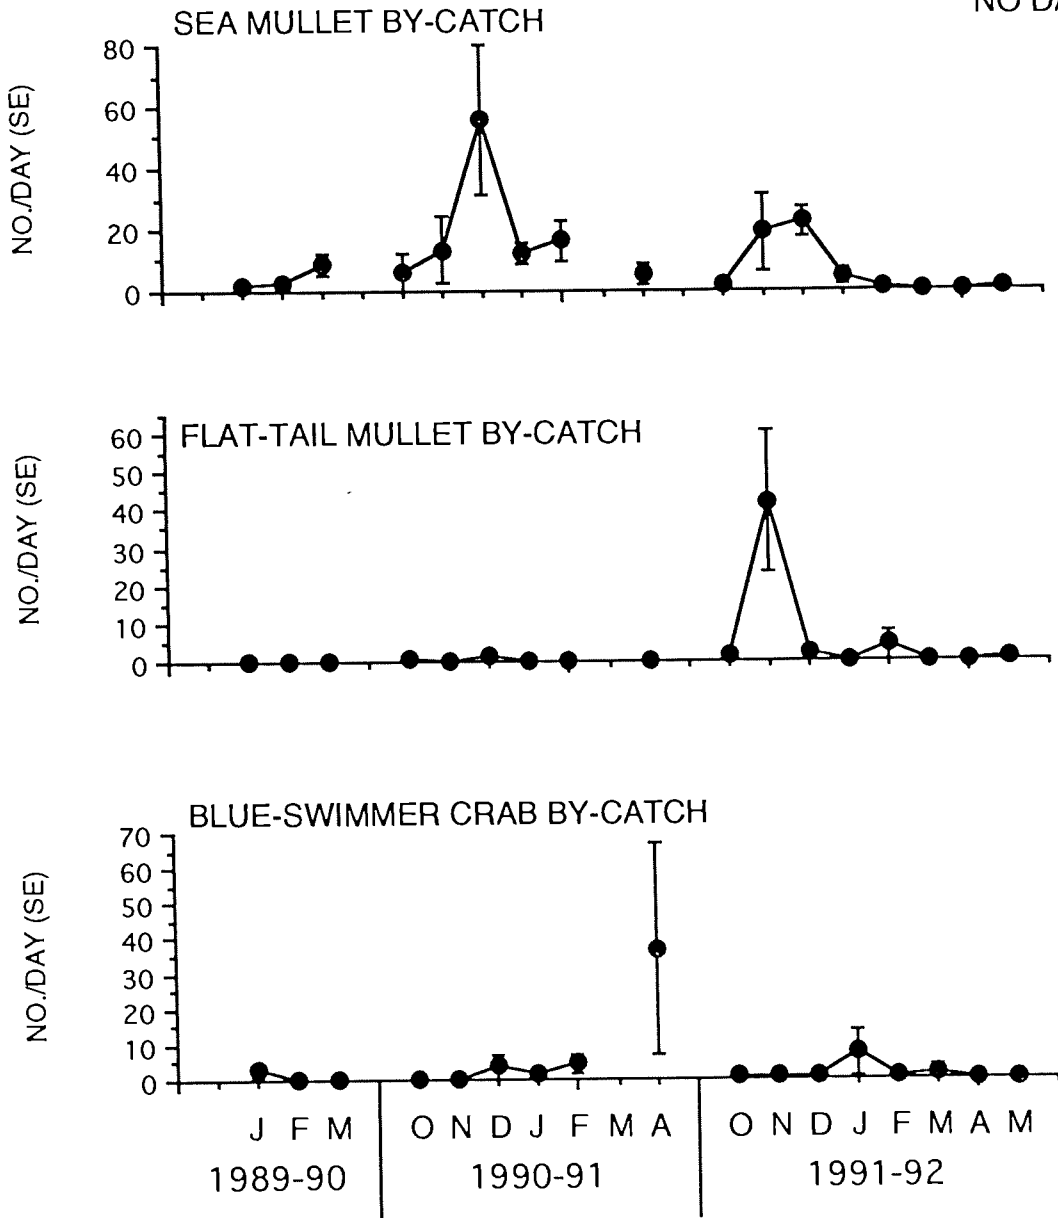 NO DA
SEA MULLET BY-CATCH
80
60
40
20
0
NO./DAY (SE)
FLAT-TAIL MULLET BY-CATCH
60
50
40
30
20
10
0
NO./DAY (SE)
BLUE-SWIMMER CRAB BY-CATCH
70
60
50
40
30
20
10
0
NO./DAY (SE)
J F M O N D J F M A O N D J F M A M
1989-90 1990-91 1991-92